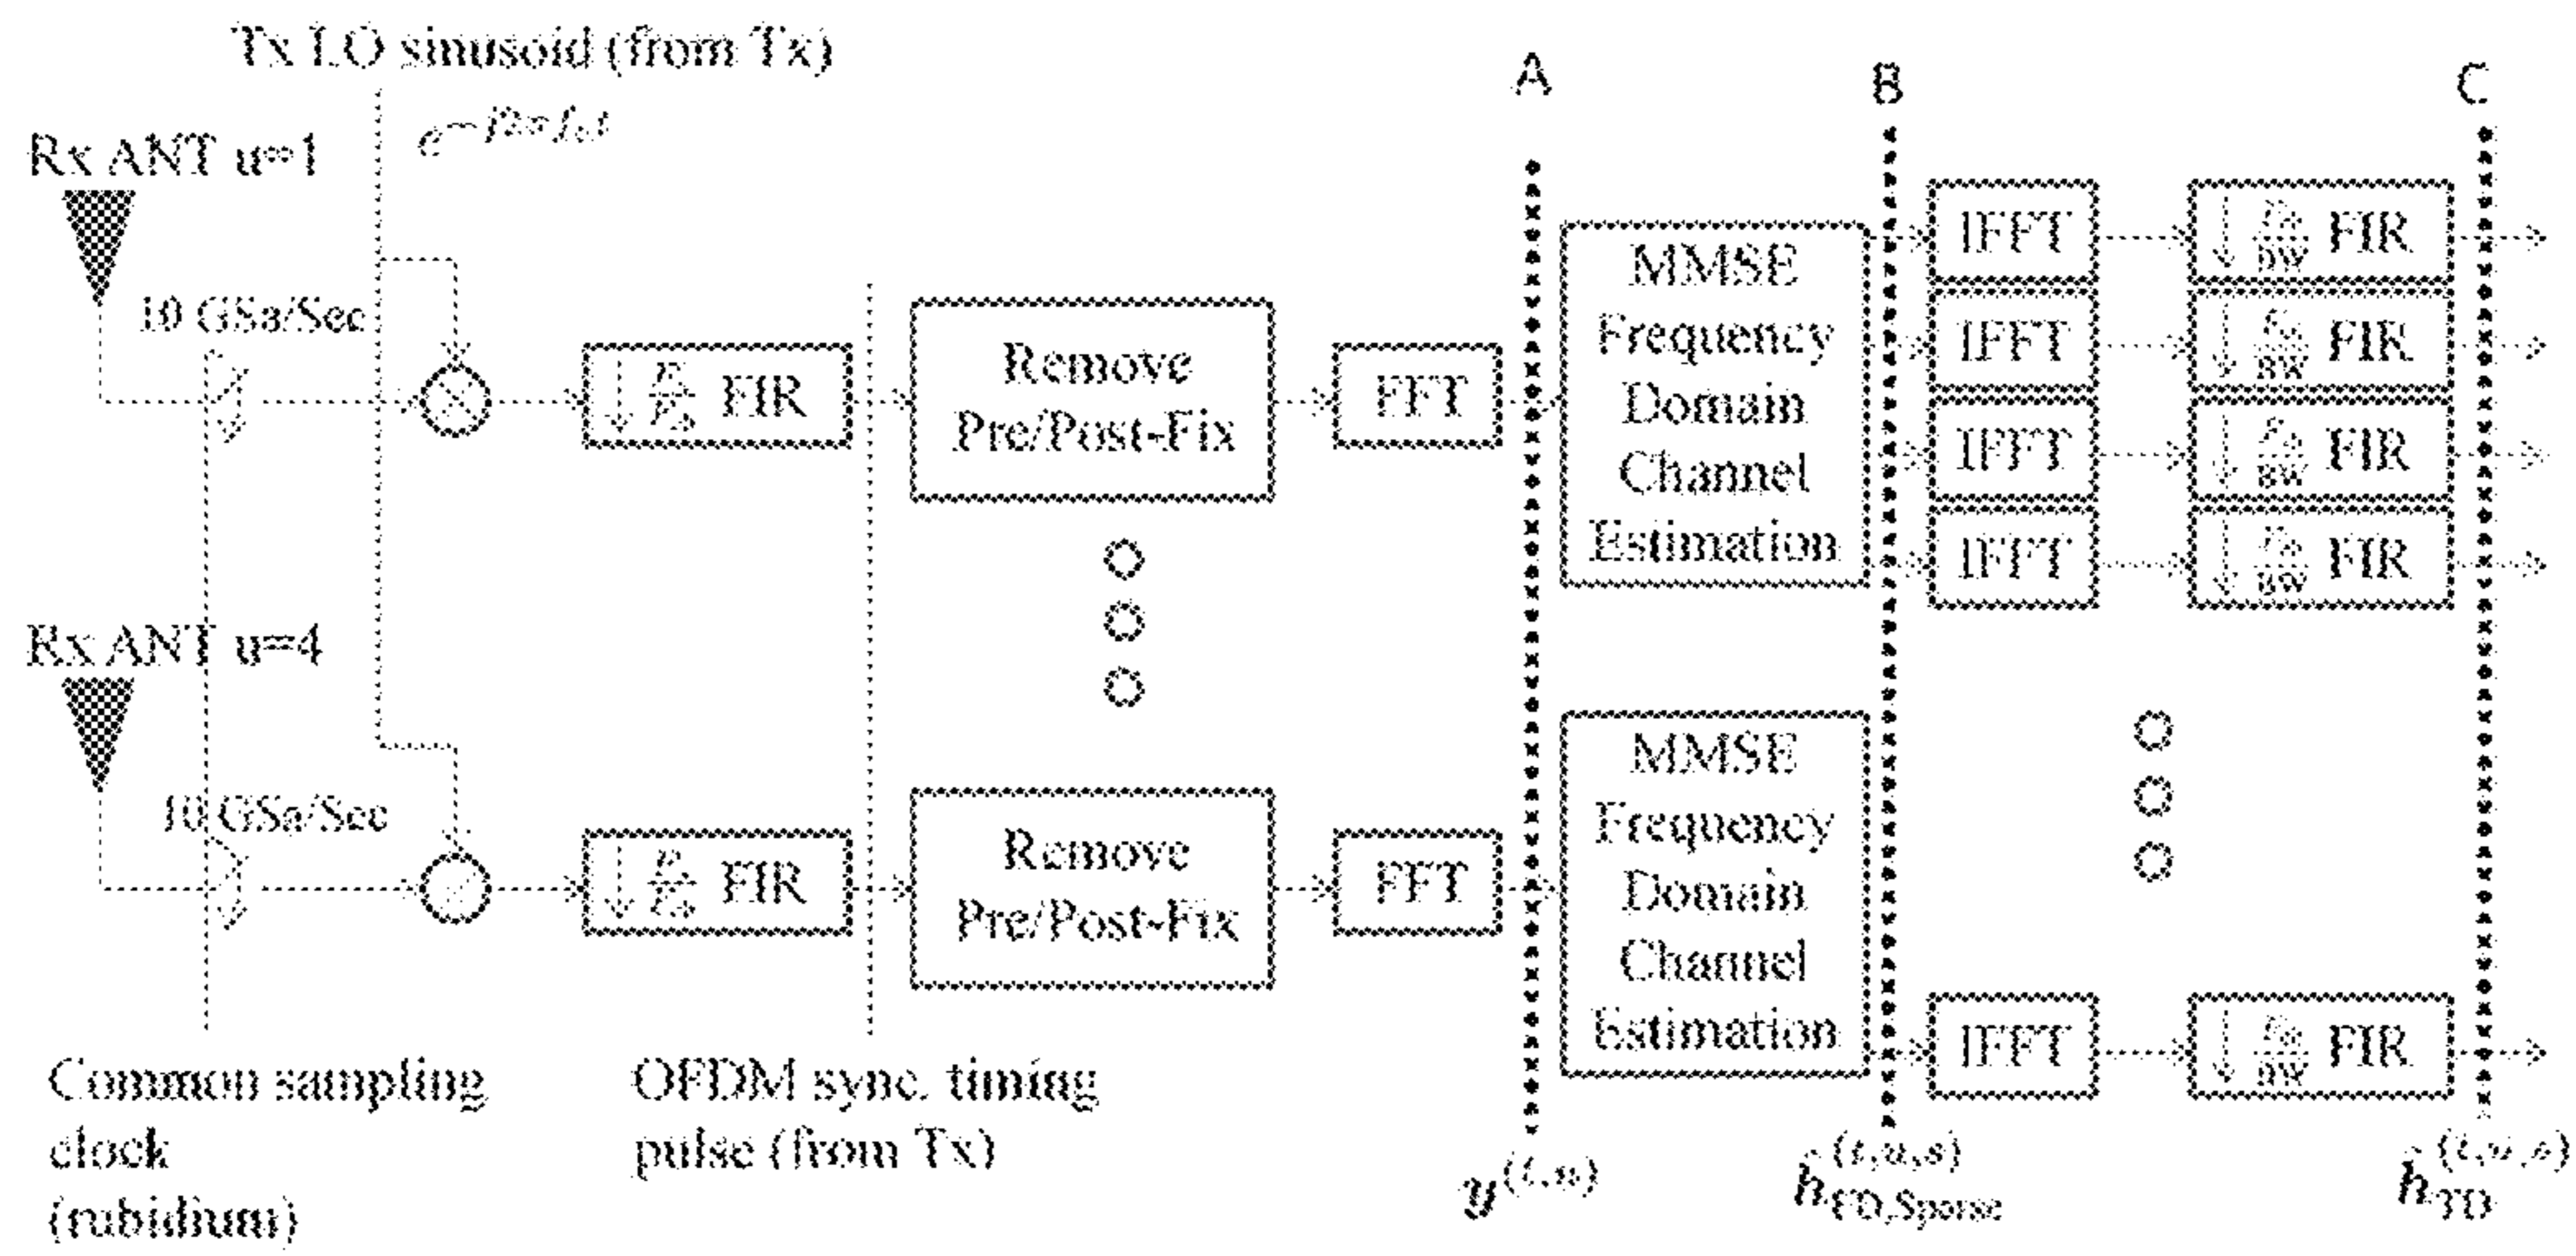 Tx LO sinusoid (from Tx)
Rx ANT u=1
10 GSa/Sec
FIR
Remove
Pre/Post-Fix
FFT
A
MMSE
Frequency
Domain
Channel
Estimation
B
IFFT
FIR
IFFT
FIR
IFFT
FIR
IFFT
FIR
C
Rx ANT u=4
10 GSa/Sec
FIR
Remove
Pre/Post-Fix
FFT
MMSE
Frequency
Domain
Channel
Estimation
IFFT
FIR
Common sampling
clock
(rubidium)
OFDM sync. timing
pulse (from Tx)